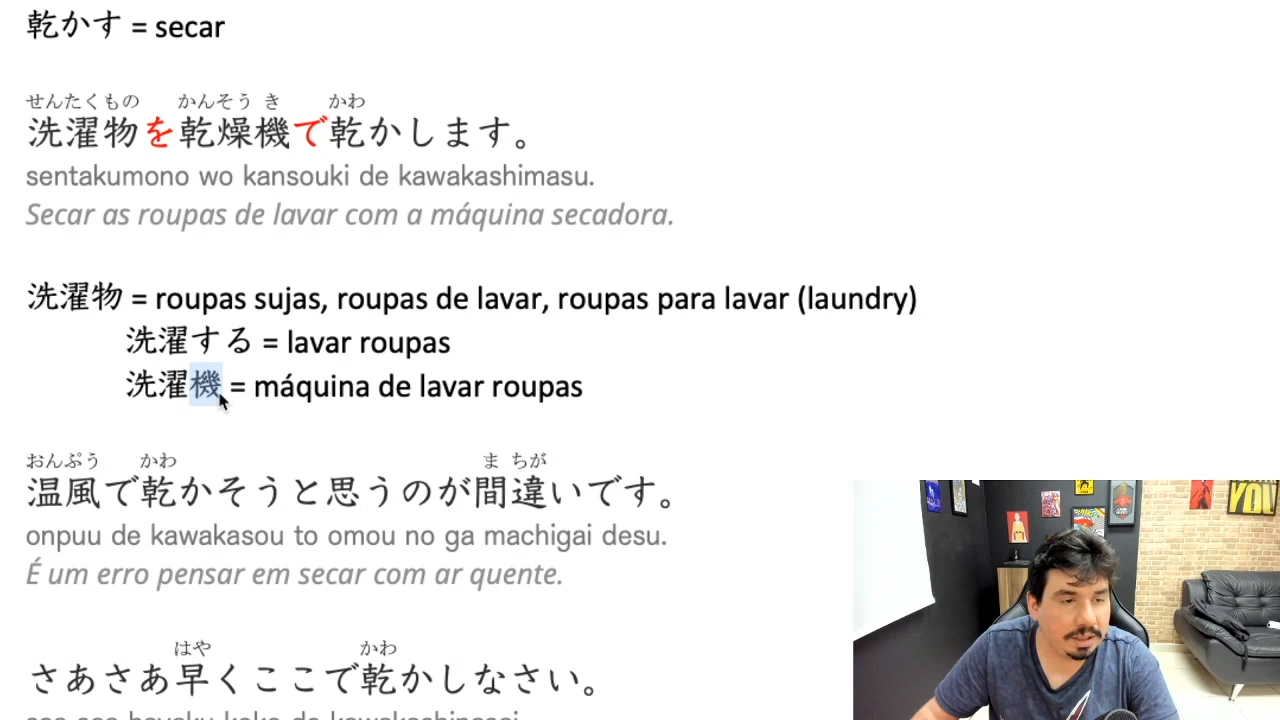 乾かす = secar
せんたくもの かんそう き かわ
洗濯物を乾燥機で乾かします。
sentakumono wo kansouki de kawakashimasu.
Secar as roupas de lavar com a máquina secadora.
洗濯物 = roupas sujas, roupas de lavar, roupas para lavar (laundry)
洗濯する = lavar roupas
洗濯機 = máquina de lavar roupas
おんぷう かわ ま ちが
温風で乾かそうと思うのが間違いです。
onpuu de kawakasou to omou no ga machigai desu.
É um erro pensar em secar com ar quente.
はや かわ
さあさあ早くここで乾かしなさい。
YOU